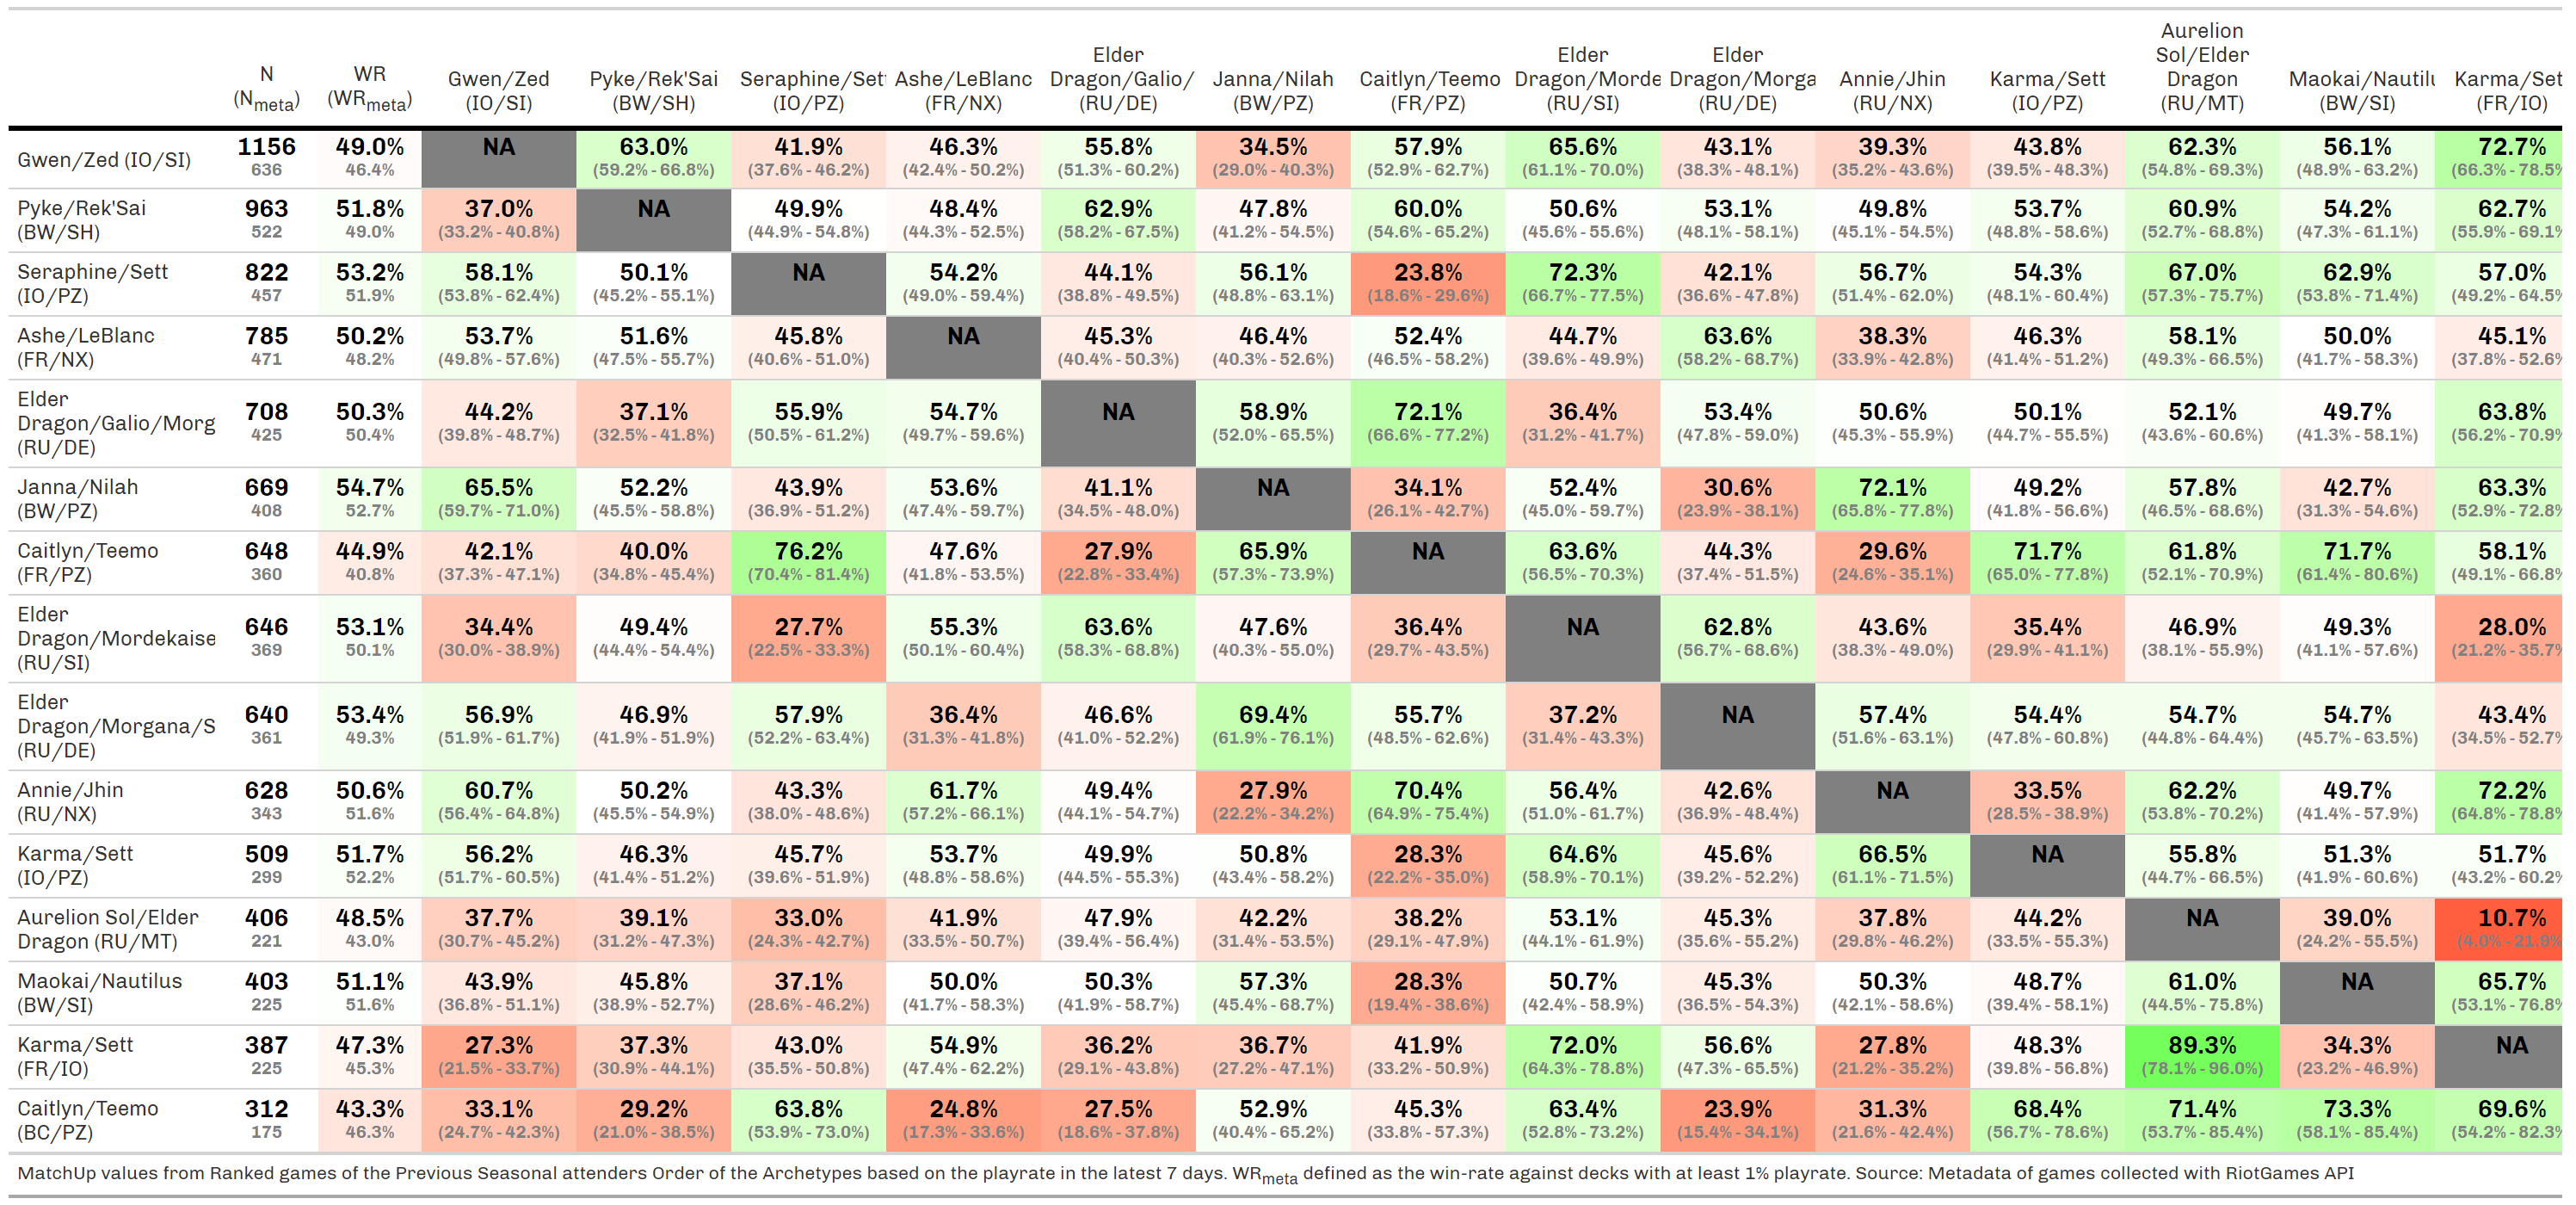 Aurelion
Elder Elder Sol/Elder
N WR Gwen/Zed Pyke/Rek'Sai Seraphine/Sett Ashe/LeBlanc Dragon/Galio/ Janna/Nilah Caitlyn/Teemo Dragon/Morde Dragon/Morga Annie/Jhin Karma/Sett Dragon Maokai/Nautilu Karma/Set
(Nmeta) (WRmeta) (IO/SI) (BW/SH) (IO/PZ) (FR/NX) (RU/DE) (BW/PZ) (FR/PZ) (RU/SI) (RU/DE) (RU/NX) (IO/PZ) (RU/MT) (BW/SI) (FR/IO)
Gwen/Zed (IO/SI) 1156 49.0% NA 63.0% 41.9% 46.3% 55.8% 34.5% 57.9% 65.6% 43.1% 39.3% 43.8% 62.3% 56.1% 72.7%
636 46.4% (59.2% - 66.8%) (37.6% - 46.2%) (42.4% - 50.2%) (51.3% - 60.2%) (29.0% - 40.3%) (52.9% - 62.7%) (61.1% - 70.0%) (38.3% - 48.1%) (35.2% - 43.6%) (39.5% - 48.3%) (54.8% - 69.3%) (48.9% - 63.2%) (66.3% - 78.5%
Pyke/Rek'Sai 963 51.8% 37.0% NA 49.9% 48.4% 62.9% 47.8% 60.0% 50.6% 53.1% 49.8% 53.7% 60.9% 54.2% 62.7%
(BW/SH) 522 49.0% (33.2% - 40.8%) (44.9% - 54.8%) (44.3% - 52.5%) (58.2% - 67.5%) (41.2% - 54.5%) (54.6% - 65.2%) (45.6% - 55.6%) (48.1% - 58.1%) (45.1% - 54.5%) (48.8% - 58.6%) (52.7% - 68.8%) (47.3% - 61.1%) (55.9% - 69.1%
Seraphine/Sett 822 53.2% 58.1% 50.1% NA 54.2% 44.1% 56.1% 23.8% 72.3% 42.1% 56.7% 54.3% 67.0% 62.9% 57.0%
(IO/PZ) 457 51.9% (53.8% - 62.4%) (45.2% - 55.1%) (49.0% - 59.4%) (38.8% - 49.5%) (48.8% - 63.1%) (18.6% - 29.6%) (66.7% - 77.5%) (36.6% - 47.8%) (51.4% - 62.0%) (48.1% - 60.4%) (57.3% - 75.7%) (53.8% - 71.4%) (49.2% - 64.5%
Ashe/LeBlanc 785 50.2% 53.7% 51.6% 45.8% NA 45.3% 46.4% 52.4% 44.7% 63.6% 38.3% 46.3% 58.1% 50.0% 45.1%
(FR/NX) 471 48.2% (49.8% - 57.6%) (47.5% - 55.7%) (40.6% - 51.0%) (40.4% - 50.3%) (40.3% - 52.6%) (46.5% - 58.2%) (39.6% - 49.9%) (58.2% - 68.7%) (33.9% - 42.8%) (41.4% - 51.2%) (49.3% - 66.5%) (41.7% - 58.3%) (37.8% - 52.6%
Elder
Dragon/Galio/Morg 708 50.3% 44.2% 37.1% 55.9% 54.7% NA 58.9% 72.1% 36.4% 53.4% 50.6% 50.1% 52.1% 49.7% 63.8%
(RU/DE) 425 50.4% (39.8% - 48.7%) (32.5% - 41.8%) (50.5% - 61.2%) (49.7% - 59.6%) (52.0% - 65.5%) (66.6% - 77.2%) (31.2% - 41.7%) (47.8% - 59.0%) (45.3% - 55.9%) (44.7% - 55.5%) (43.6% - 60.6%) (41.3% - 58.1%) (56.2% - 70.9%
Janna/Nilah 669 54.7% 65.5% 52.2% 43.9% 53.6% 41.1% NA 34.1% 52.4% 30.6% 72.1% 49.2% 57.8% 42.7% 63.3%
(BW/PZ) 408 52.7% (59.7% - 71.0%) (45.5% - 58.8%) (36.9% - 51.2%) (47.4% - 59.7%) (34.5% - 48.0%) (26.1% - 42.7%) (45.0% - 59.7%) (23.9% - 38.1%) (65.8% - 77.8%) (41.8% - 56.6%) (46.5% - 68.6%) (31.3% - 54.6%) (52.9% - 72.8%
Caitlyn/Teemo 648 44.9% 42.1% 40.0% 76.2% 47.6% 27.9% 65.9% NA 63.6% 44.3% 29.6% 71.7% 61.8% 71.7% 58.1%
(FR/PZ) 360 40.8% (37.3% - 47.1%) (34.8% - 45.4%) (70.4% - 81.4%) (41.8% - 53.5%) (22.8% - 33.4%) (57.3% - 73.9%) (56.5% - 70.3%) (37.4% - 51.5%) (24.6% - 35.1%) (65.0% - 77.8%) (52.1% - 70.9%) (61.4% - 80.6%) (49.1% - 66.8%
Elder
Dragon/Mordekaise 646 53.1% 34.4% 49.4% 27.7% 55.3% 63.6% 47.6% 36.4% NA 62.8% 43.6% 35.4% 46.9% 49.3% 28.0%
(RU/SI) 369 50.1% (30.0% - 38.9%) (44.4% - 54.4%) (22.5% - 33.3%) (50.1% - 60.4%) (58.3% - 68.8%) (40.3% - 55.0%) (29.7% - 43.5%) (56.7% - 68.6%) (38.3% - 49.0%) (29.9% - 41.1%) (38.1% - 55.9%) (41.1% - 57.6%) (21.2% - 35.7%
Elder
Dragon/Morgana/S 640 53.4% 56.9% 46.9% 57.9% 36.4% 46.6% 69.4% 55.7% 37.2% NA 57.4% 54.4% 54.7% 54.7% 43.4%
(RU/DE) 361 49.3% (51.9% - 61.7%) (41.9% - 51.9%) (52.2% - 63.4%) (31.3% - 41.8%) (41.0% - 52.2%) (61.9% - 76.1%) (48.5% - 62.6%) (31.4% - 43.3%) (51.6% - 63.1%) (47.8% - 60.8%) (44.8% - 64.4%) (45.7% - 63.5%) (34.5% - 52.7%
Annie/Jhin 628 50.6% 60.7% 50.2% 43.3% 61.7% 49.4% 27.9% 70.4% 56.4% 42.6% NA 33.5% 62.2% 49.7% 72.2%
(RU/NX) 343 51.6% (56.4% - 64.8%) (45.5% - 54.9%) (38.0% - 48.6%) (57.2% - 66.1%) (44.1% - 54.7%) (22.2% - 34.2%) (64.9% - 75.4%) (51.0% - 61.7%) (36.9% - 48.4%) (28.5% - 38.9%) (53.8% - 70.2%) (41.4% - 57.9%) (64.8% - 78.8%
Karma/Sett 509 51.7% 56.2% 46.3% 45.7% 53.7% 49.9% 50.8% 28.3% 64.6% 45.6% 66.5% NA 55.8% 51.3% 51.7%
(IO/PZ) 299 52.2% (51.7% - 60.5%) (41.4% - 51.2%) (39.6% - 51.9%) (48.8% - 58.6%) (44.5% - 55.3%) (43.4% - 58.2%) (22.2% - 35.0%) (58.9% - 70.1%) (39.2% - 52.2%) (61.1% - 71.5%) (44.7% - 66.5%) (41.9% - 60.6%) (43.2% - 60.2%
Aurelion Sol/Elder 406 48.5% 37.7% 39.1% 33.0% 41.9% 47.9% 42.2% 38.2% 53.1% 45.3% 37.8% 44.2% NA 39.0% 10.7%
Dragon (RU/MT) 221 43.0% (30.7% - 45.2%) (31.2% - 47.3%) (24.3% - 42.7%) (33.5% - 50.7%) (39.4% - 56.4%) (31.4% - 53.5%) (29.1% - 47.9%) (44.1% - 61.9%) (35.6% - 55.2%) (29.8% - 46.2%) (33.5% - 55.3%) (24.2% - 55.5%) (4.0% - 21.9%
Maokai/Nautilus 403 51.1% 43.9% 45.8% 37.1% 50.0% 50.3% 57.3% 28.3% 50.7% 45.3% 50.3% 48.7% 61.0% NA 65.7%
(BW/SI) 225 51.6% (36.8% - 51.1%) (38.9% - 52.7%) (28.6% - 46.2%) (41.7% - 58.3%) (41.9% - 58.7%) (45.4% - 68.7%) (19.4% - 38.6%) (42.4% - 58.9%) (36.5% - 54.3%) (42.1% - 58.6%) (39.4% - 58.1%) (44.5% - 75.8%) (53.1% - 76.8%
Karma/Sett 387 47.3% 27.3% 37.3% 43.0% 54.9% 36.2% 36.7% 41.9% 72.0% 56.6% 27.8% 48.3% 89.3% 34.3% NA
(FR/IO) 225 45.3% (21.5% - 33.7%) (30.9% - 44.1%) (35.5% - 50.8%) (47.4% - 62.2%) (29.1% - 43.8%) (27.2% - 47.1%) (33.2% - 50.9%) (64.3% - 78.8%) (47.3% - 65.5%) (21.2% - 35.2%) (39.8% - 56.8%) (78.1% - 96.0%) (23.2% - 46.9%)
Caitlyn/Teemo 312 43.3% 33.1% 29.2% 63.8% 24.8% 27.5% 52.9% 45.3% 63.4% 23.9% 31.3% 68.4% 71.4% 73.3% 69.6%
(BC/PZ) 175 46.3% (24.7% - 42.3%) (21.0% - 38.5%) (53.9% - 73.0%) (17.3% - 33.6%) (18.6% - 37.8%) (40.4% - 65.2%) (33.8% - 57.3%) (52.8% - 73.2%) (15.4% - 34.1%) (21.6% - 42.4%) (56.7% - 78.6%) (53.7% - 85.4%) (58.1% - 85.4%) (54.2% - 82.3%
MatchUp values from Ranked games of the Previous Seasonal attenders Order of the Archetypes based on the playrate in the latest 7 days. WRmeta defined as the win-rate against decks with at least 1% playrate. Source: Metadata of games collected with RiotGames API